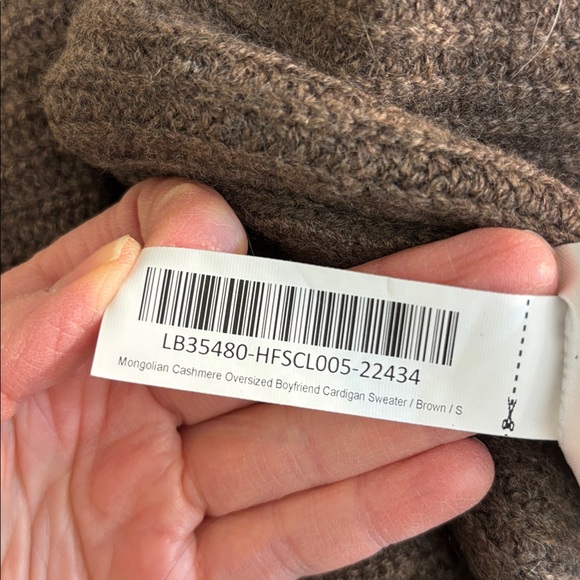 LB35480-HFSCL005-22434
Mongolian Cashmere Oversized Boyfriend Cardigan Sweater / Brown / S